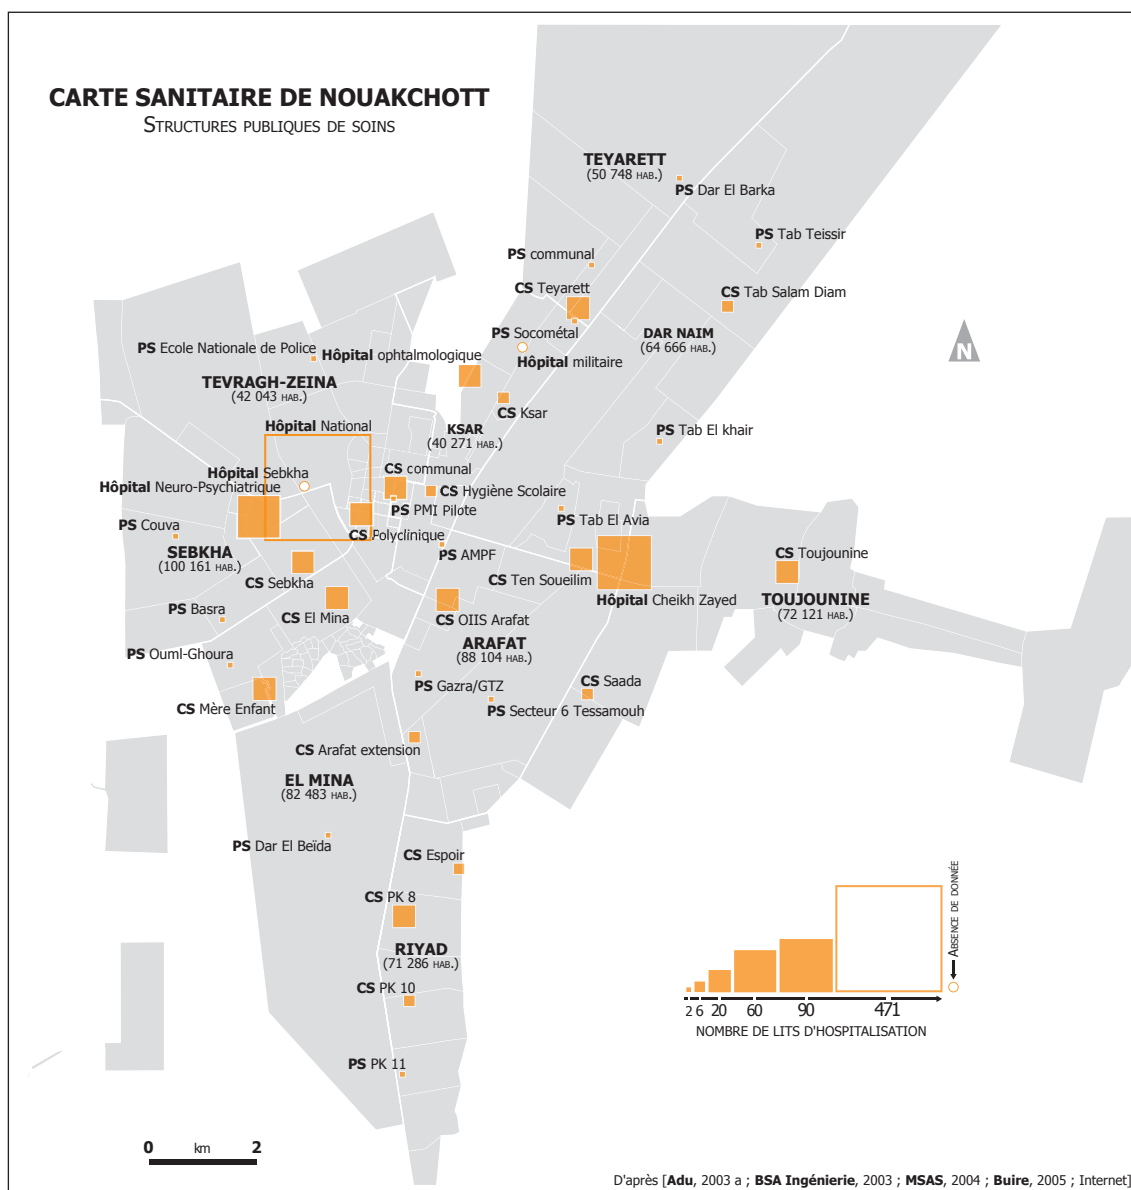 CARTE SANITAIRE DE NOUAKCHOTT
STRUCTURES PUBLIQUES DE SOINS
TEYARETT
(50 748 HAB.)
PS Dar El Barka
PS Tab Teissir
PS communal
CS Teyarett
CS Tab Salam Diam
PS Socométal
DAR NAIM
(64 666 HAB.)
PS Ecole Nationale de Police
Hôpital ophtalmologique
Hôpital militaire
N
TEVRAGH-ZEINA
(42 043 HAB.)
CS Ksar
Hôpital National
KSAR
(40 271 HAB.)
PS Tab El khair
Hôpital Sebkha
CS communal
Hôpital Neuro-Psychiatrique
CS Hygiène Scolaire
PS PMI Pilote
PS Tab El Avia
PS Couva
CS Polyclinique
SEBKHA
(100 161 HAB.)
PS AMPF
CS Toujounine
CS Sebkha
CS Ten Soueilim
Hôpital Cheikh Zayed
TOUJOUNINE
(72 121 HAB.)
PS Basra
CS El Mina
CS OIIS Arafat
ARAFAT
(88 104 HAB.)
PS Ouml-Ghoura
PS Gazra/GTZ
CS Saada
CS Mère Enfant
PS Secteur 6 Tessamouh
CS Arafat extension
EL MINA
(82 483 HAB.)
PS Dar El Beïda
CS Espoir
CS PK 8
RIYAD
(71 286 HAB.)
CS PK 10
PS PK 11
ABSENCE DE DONNÉE
2 6 20 60 90 471
NOMBRE DE LITS D'HOSPITALISATION
0 km 2
D'après [Adu, 2003 a ; BSA Ingénierie, 2003 ; MSAS, 2004 ; Buire, 2005 ; Internet]